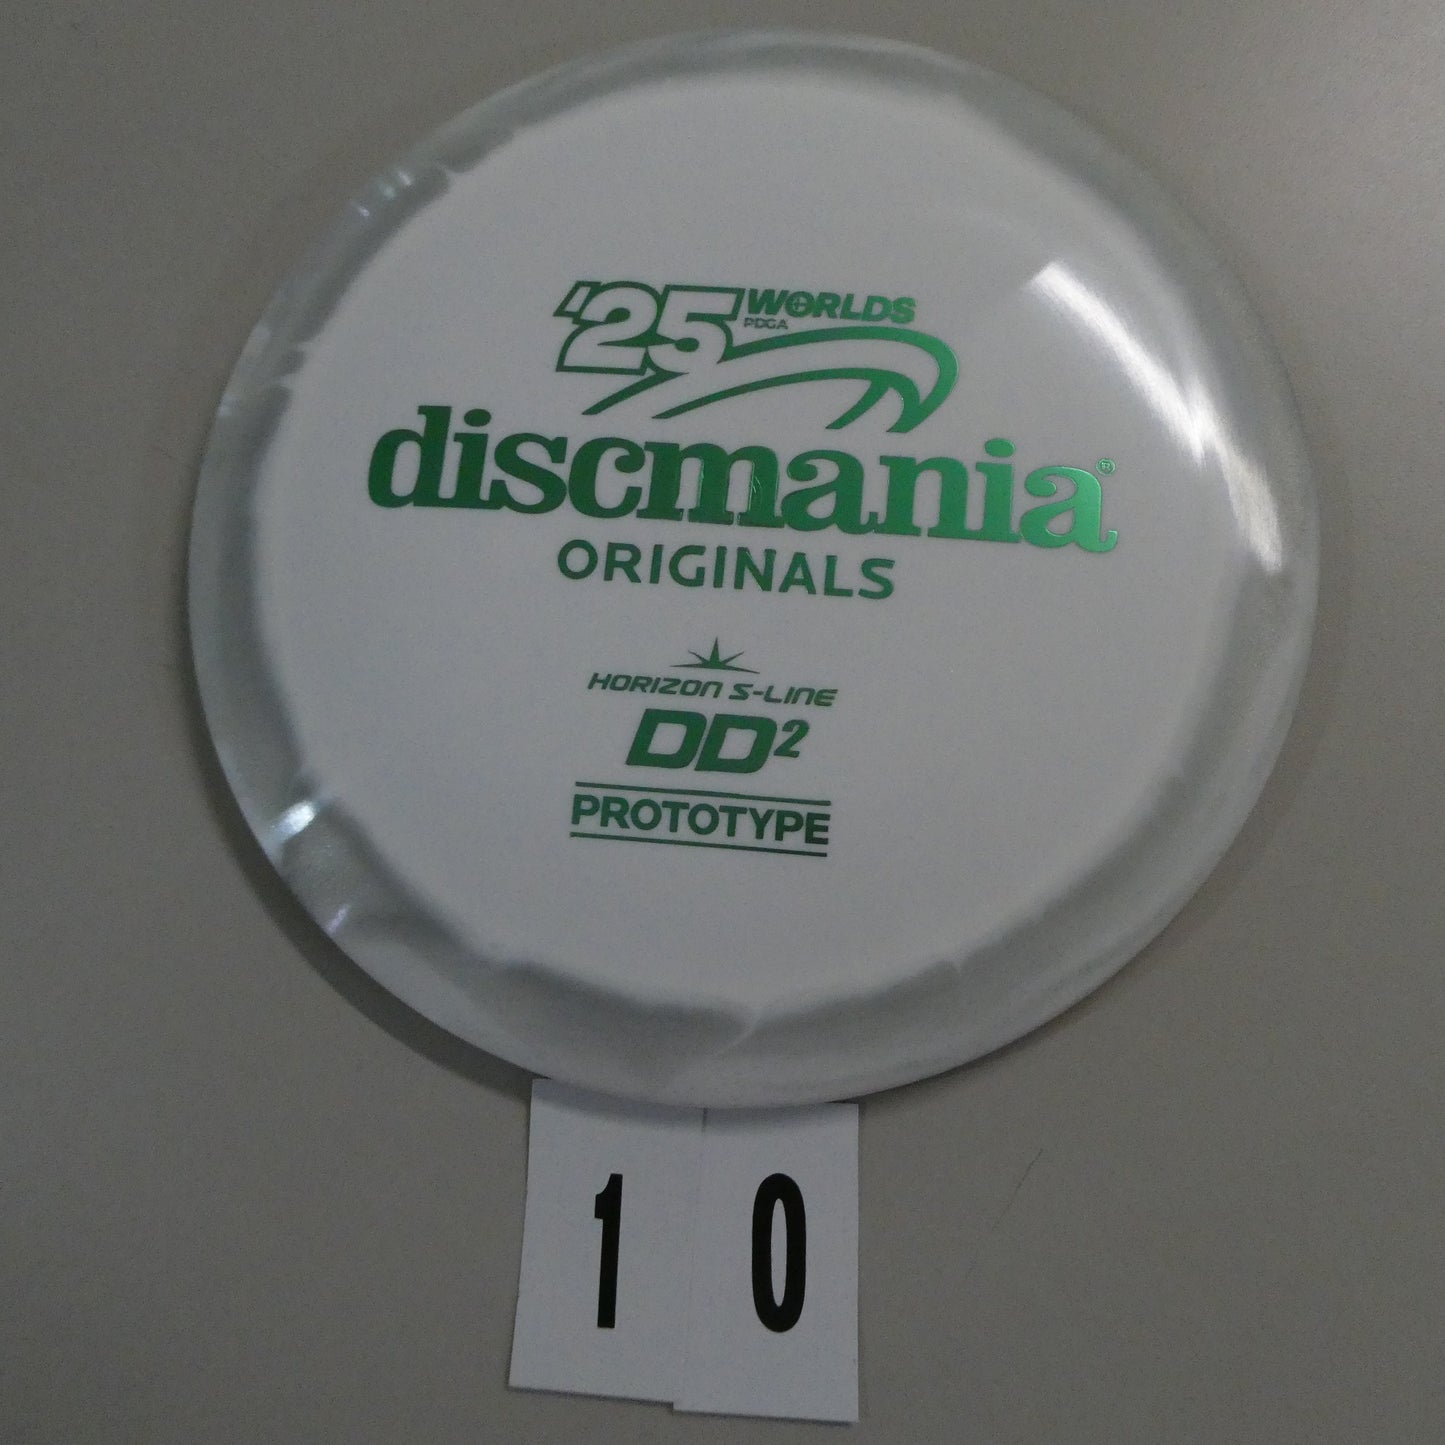 '25 WORLDS
PDGA
discmania®
ORIGINALS
HORIZON S-LINE
DD²
PROTOTYPE
1 0